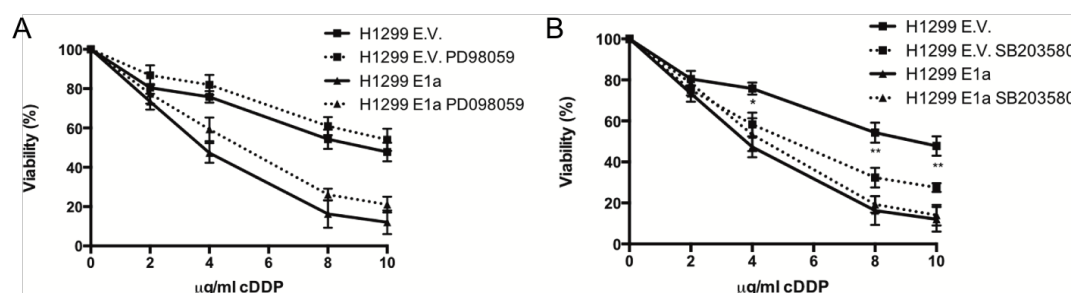 A
H1299 E.V.
H1299 E.V. PD98059
H1299 E1a
H1299 E1a PD098059
Viability (%)
100
80
60
40
20
0
0 2 4 6 8 10
µg/ml cDDP
B
H1299 E.V.
H1299 E.V. SB203580
H1299 E1a
H1299 E1a SB203580
Viability (%)
100
80
60
40
20
0
*
**
**
0 2 4 6 8 10
µg/ml cDDP